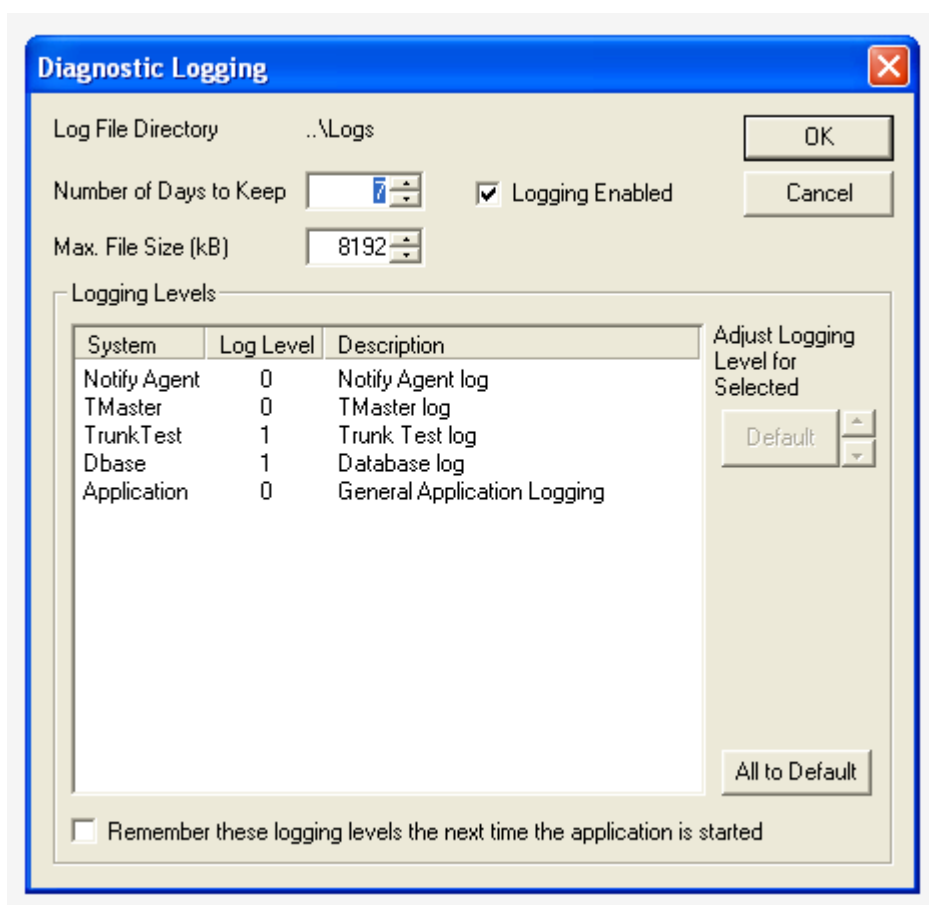 Diagnostic Logging
Log File Directory ..\Logs OK
Number of Days to Keep 7 Logging Enabled Cancel
Max. File Size (kB) 8192
Logging Levels
System Log Level Description
Notify Agent 0 Notify Agent log
TMaster 0 TMaster log
TrunkTest 1 Trunk Test log
Dbase 1 Database log
Application 0 General Application Logging
Adjust Logging
Level for
Selected
Default
All to Default
Remember these logging levels the next time the application is started